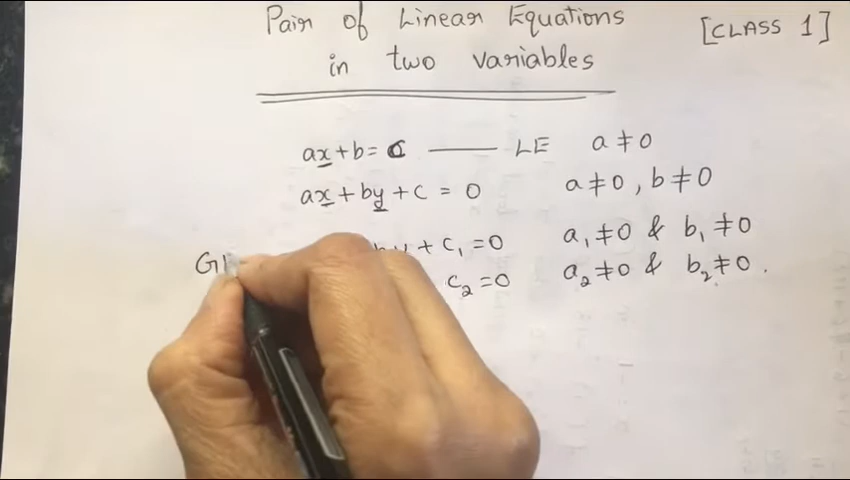 Pair of Linear Equations [CLASS 1]
in two variables
ax+b= c LE a≠0
ax+by+c = 0 a≠0, b≠0
+ c₁ =0 a₁≠0 & b₁≠0
c₂ =0 a₂≠0 & b₂≠0.